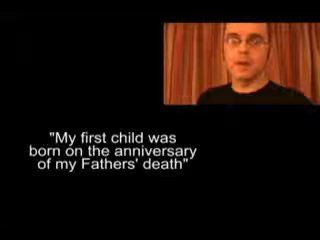 "My first child was
born on the anniversary
of my Fathers' death"